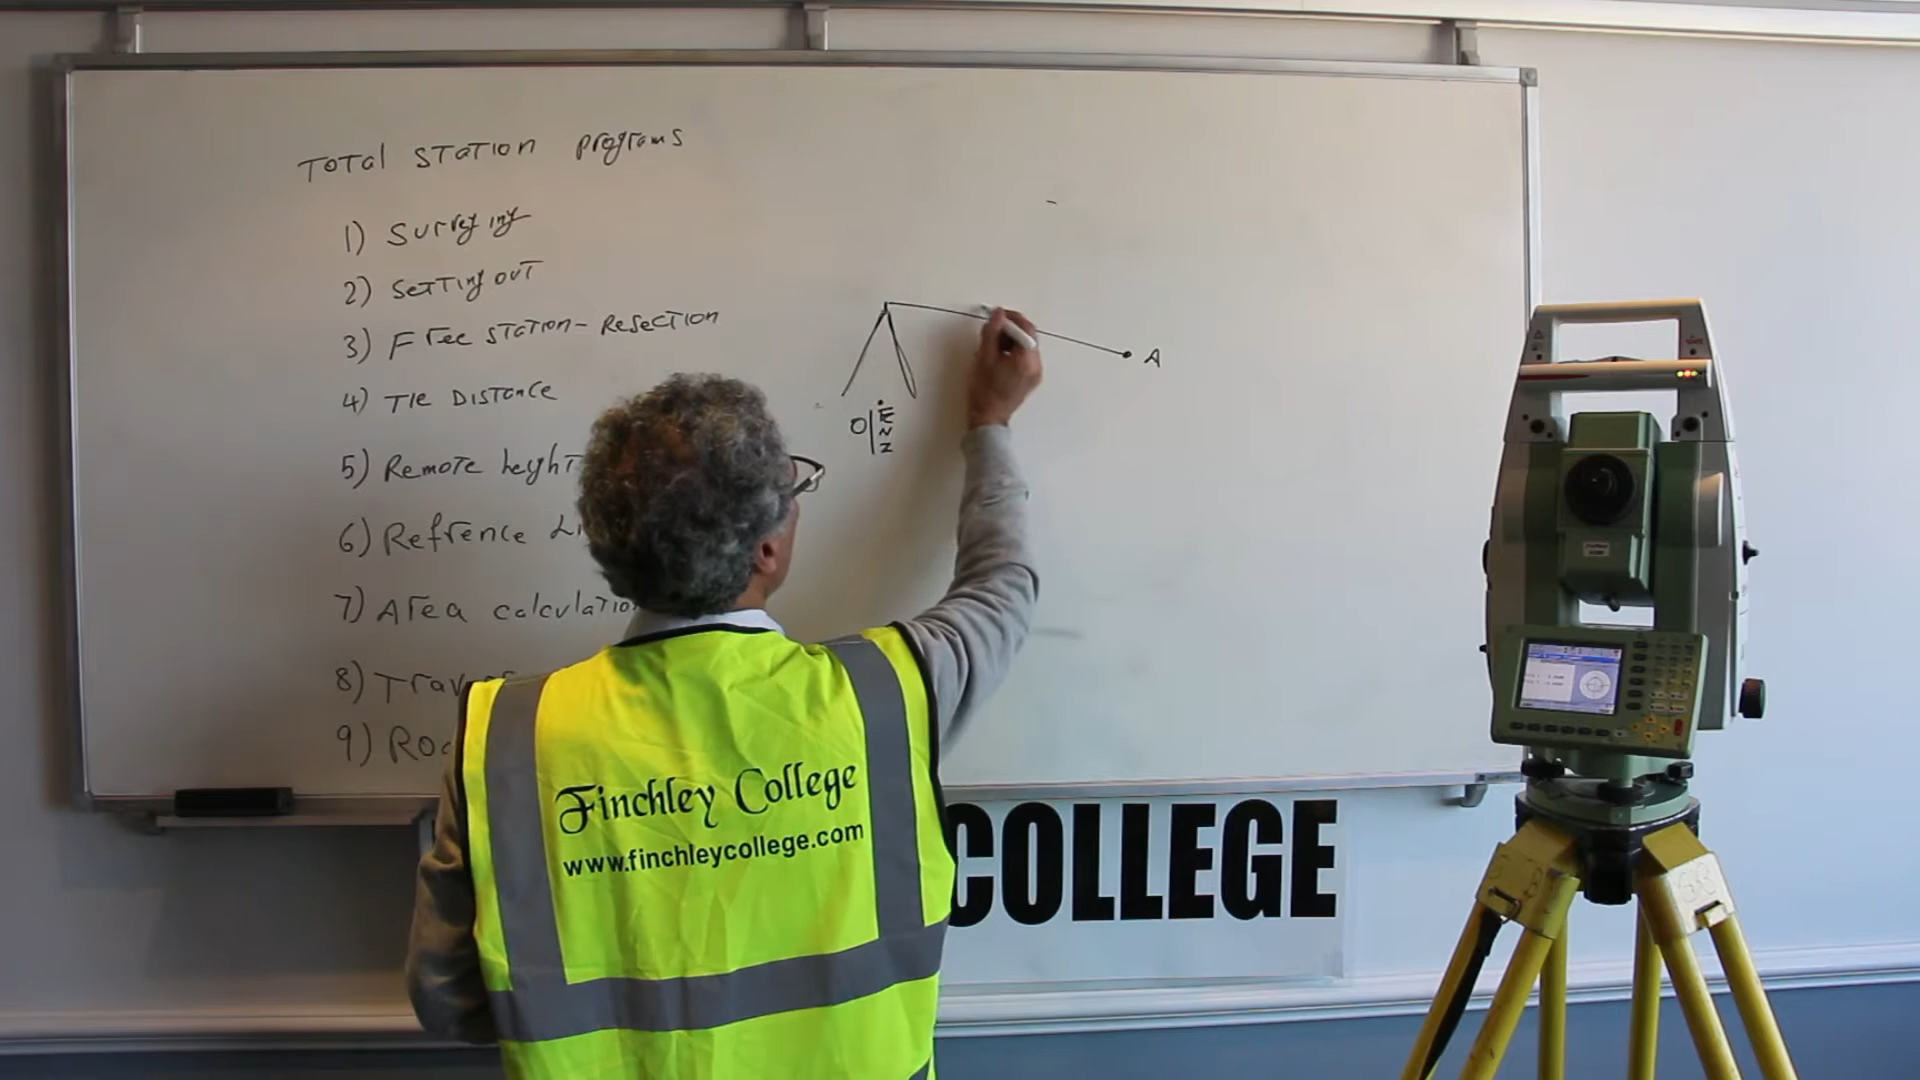 TOTal STATION Programs
1) Surveying
2) SeTTing ouT
3) Free STATION - ReSecTION
4) TIe DISTance
5) Remote height
6) Refrence Li
7) Area calculation
8) Trav
9) Roa
A
O
E
N
Z
Finchley College
www.finchleycollege.com
COLLEGE